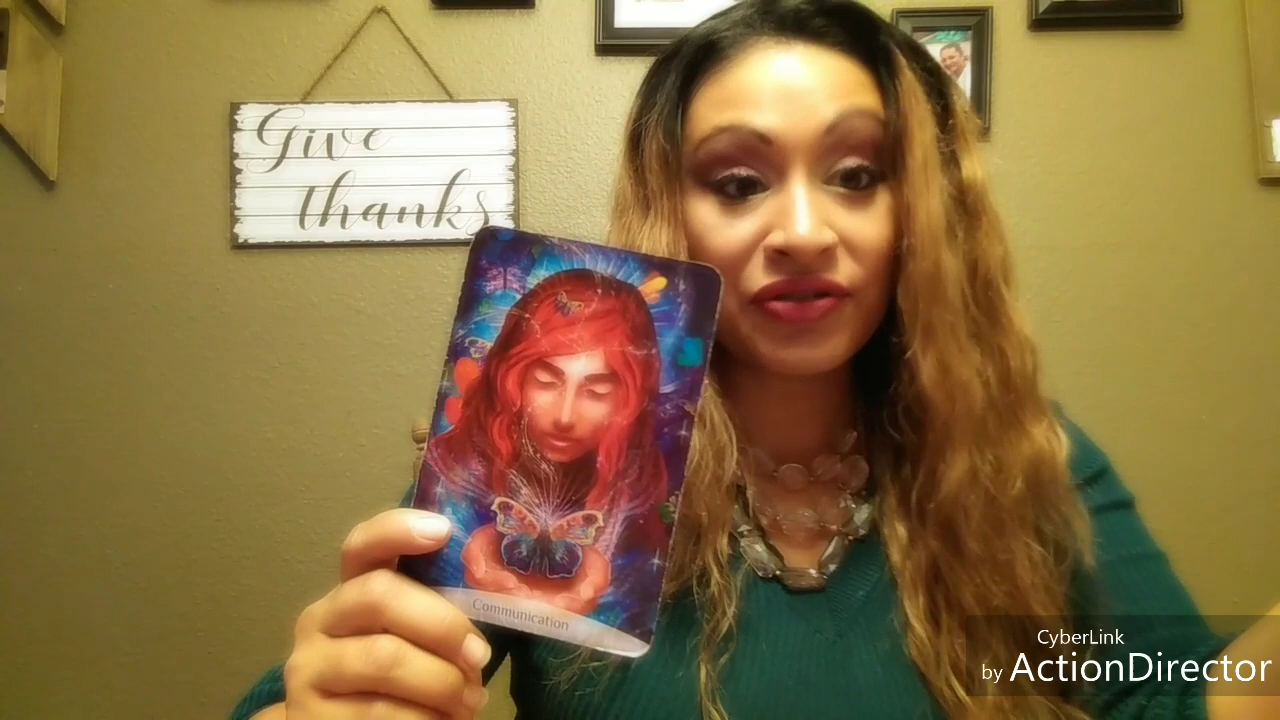 Give
thanks
Communication
CyberLink
by ActionDirector